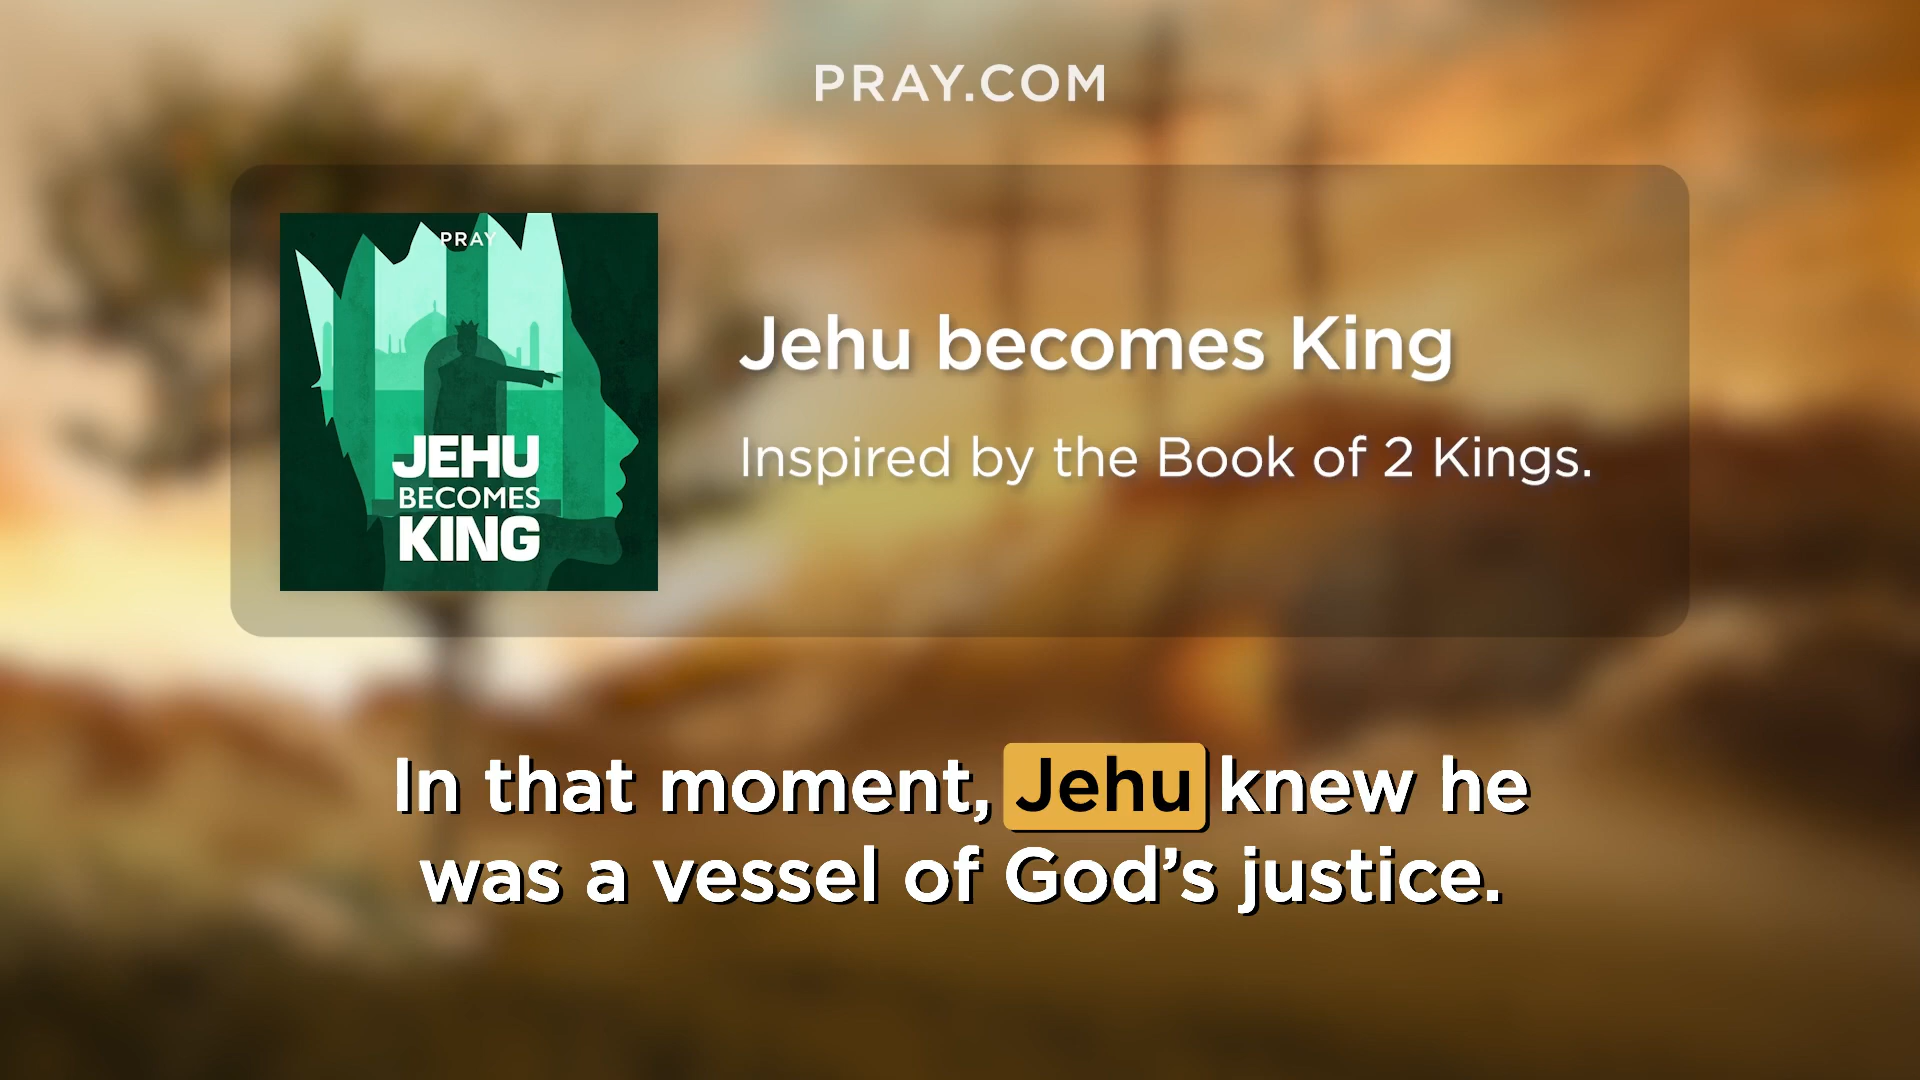 PRAY.COM
PRAY
JEHU
BECOMES
KING
Jehu becomes King
Inspired by the Book of 2 Kings.
In that moment, Jehu knew he
was a vessel of God’s justice.